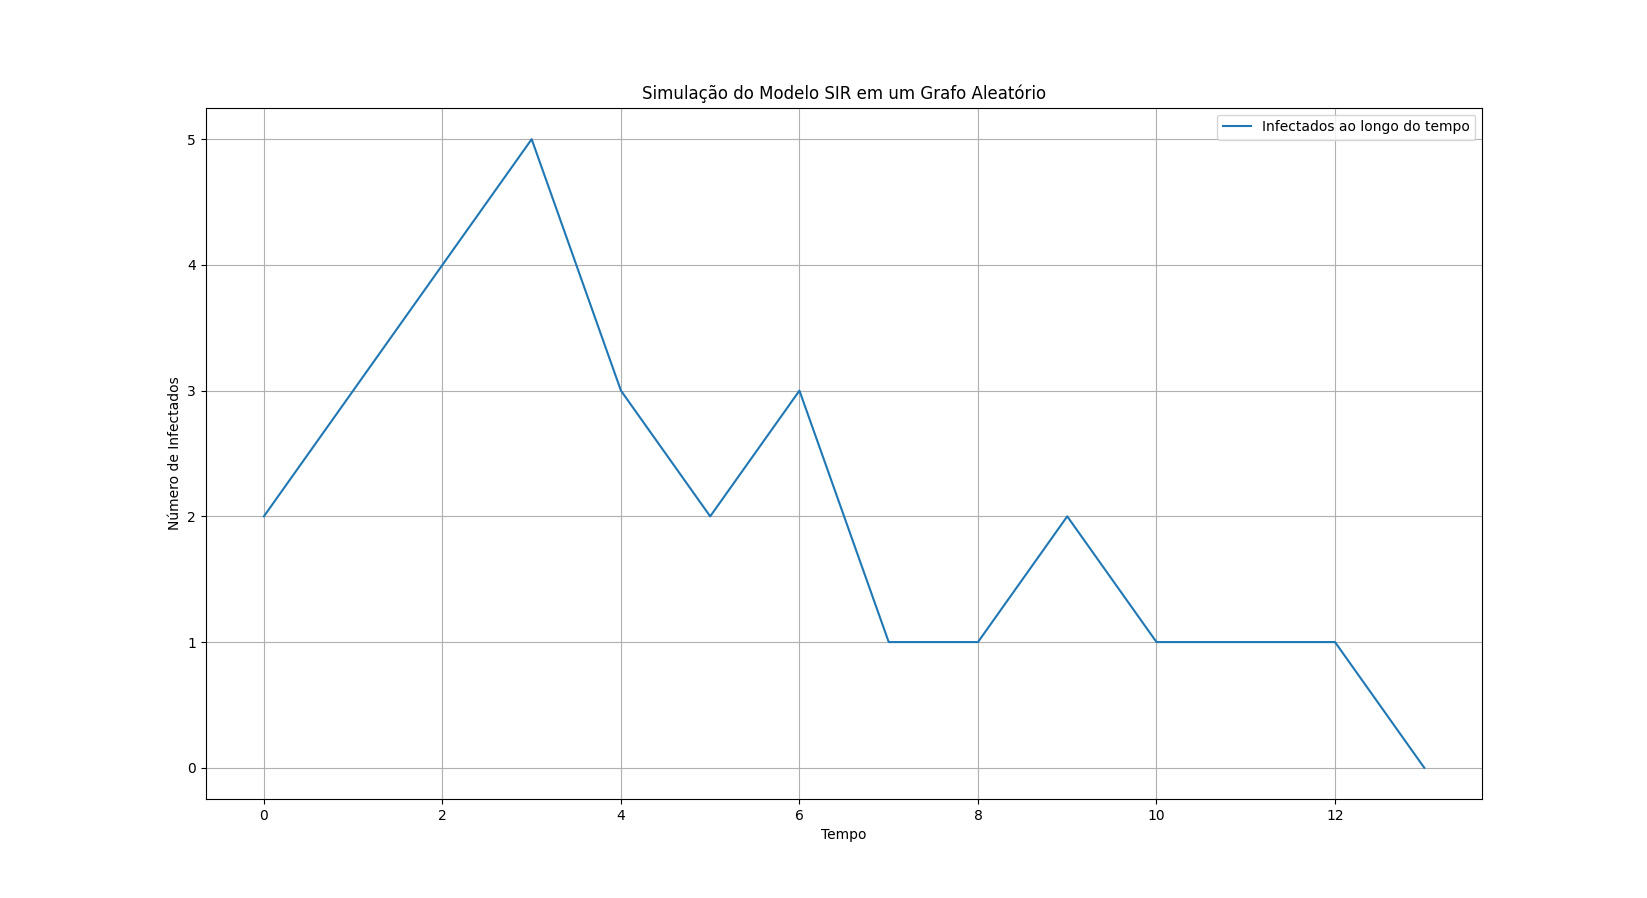 Simulação do Modelo SIR em um Grafo Aleatório
Infectados ao longo do tempo
5
4
3
2
1
0
Número de Infectados
0 2 4 6 8 10 12
Tempo